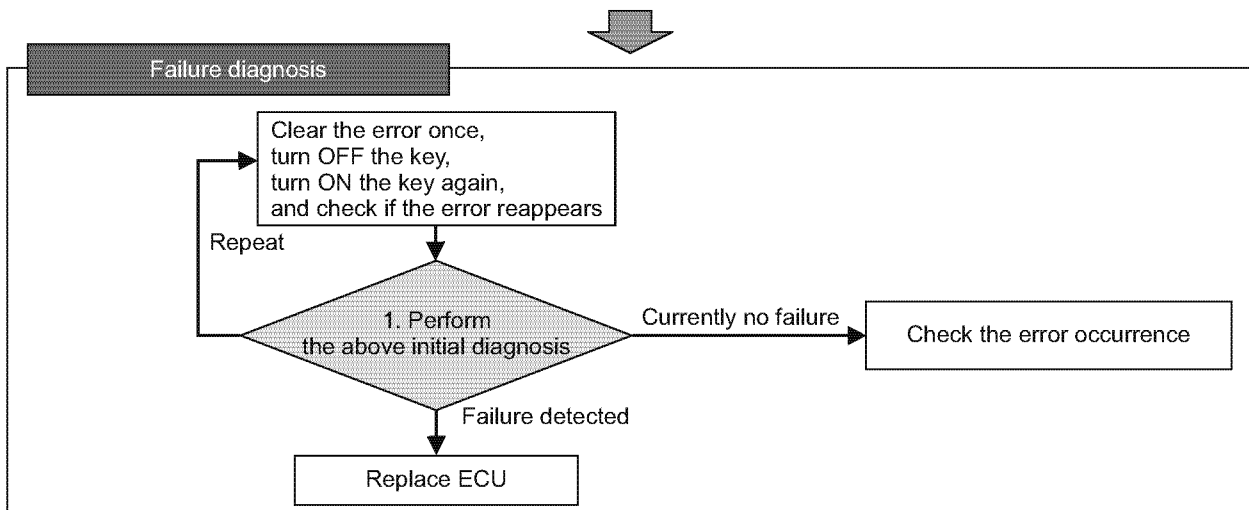 Failure diagnosis
Clear the error once,
turn OFF the key,
turn ON the key again,
and check if the error reappears
Repeat
1. Perform
the above initial diagnosis
Currently no failure
Check the error occurrence
Failure detected
Replace ECU